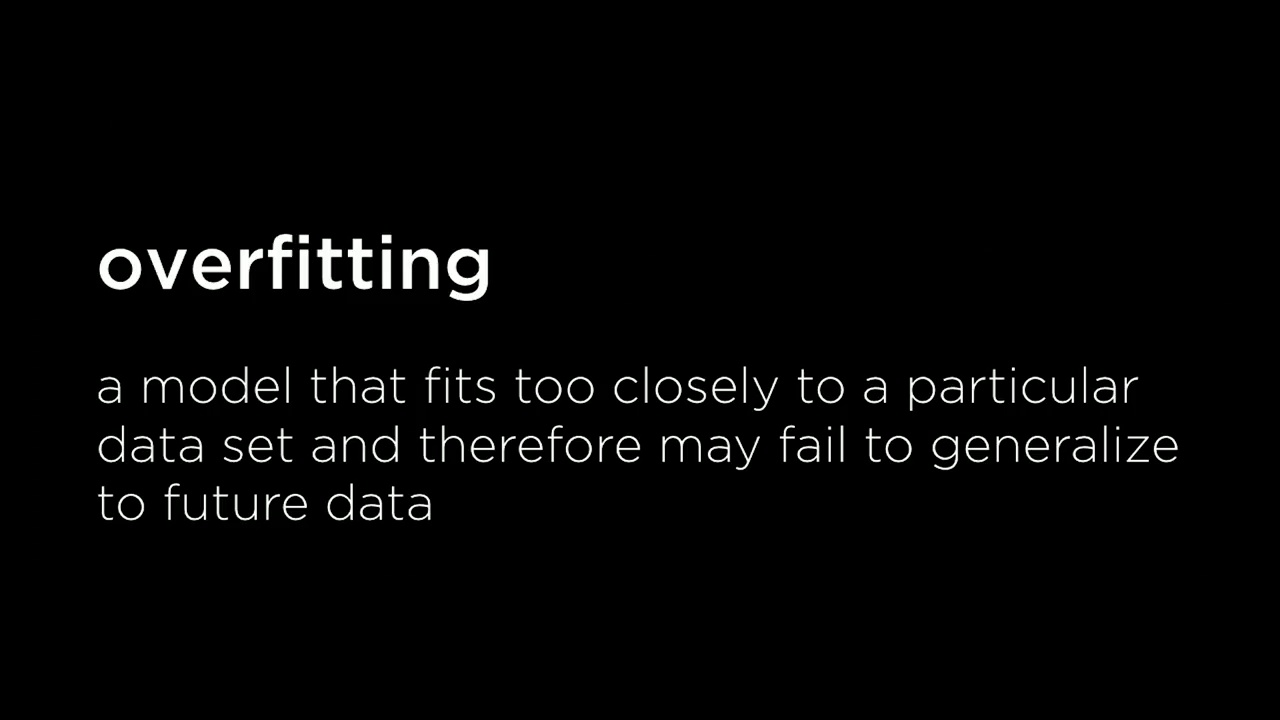 overfitting
a model that fits too closely to a particular
data set and therefore may fail to generalize
to future data